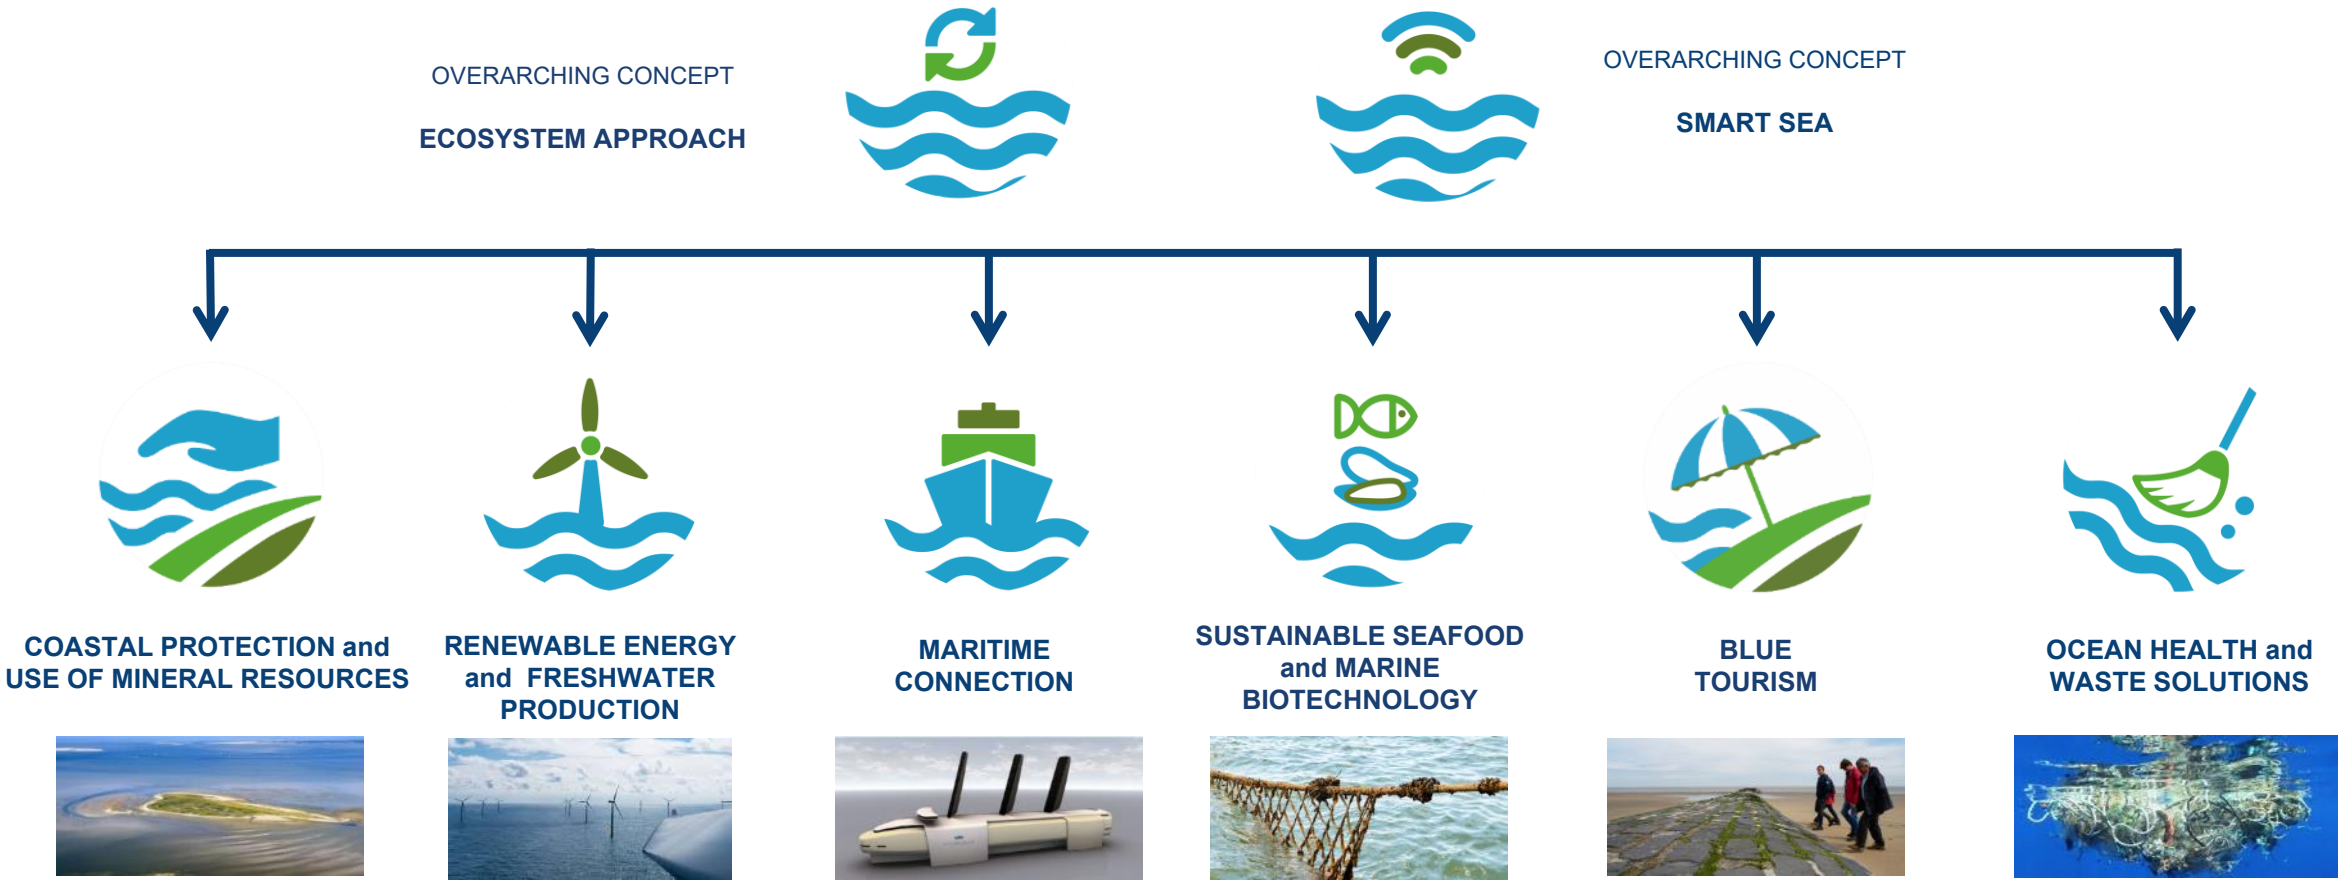 OVERARCHING CONCEPT
ECOSYSTEM APPROACH
OVERARCHING CONCEPT
SMART SEA
COASTAL PROTECTION and
USE OF MINERAL RESOURCES
RENEWABLE ENERGY
and FRESHWATER
PRODUCTION
MARITIME
CONNECTION
SUSTAINABLE SEAFOOD
and MARINE
BIOTECHNOLOGY
BLUE
TOURISM
OCEAN HEALTH and
WASTE SOLUTIONS